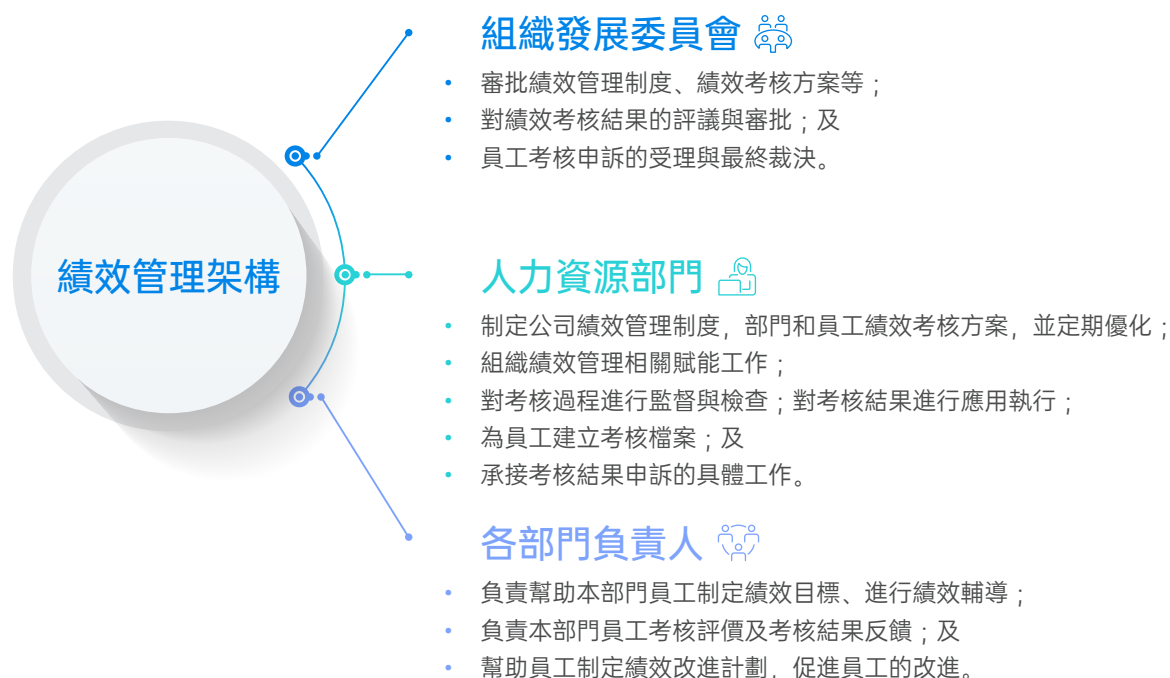 組織發展委員會
• 審批績效管理制度、績效考核方案等；
• 對績效考核結果的評議與審批；及
• 員工考核申訴的受理與最終裁決。
績效管理架構
人力資源部門
• 制定公司績效管理制度，部門和員工績效考核方案，並定期優化；
• 組織績效管理相關賦能工作；
• 對考核過程進行監督與檢查；對考核結果進行應用執行；
• 為員工建立考核檔案；及
• 承接考核結果申訴的具體工作。
各部門負責人
• 負責幫助本部門員工制定績效目標、進行績效輔導；
• 負責本部門員工考核評價及考核結果反饋；及
• 幫助員工制定績效改進計劃，促進員工的改進。